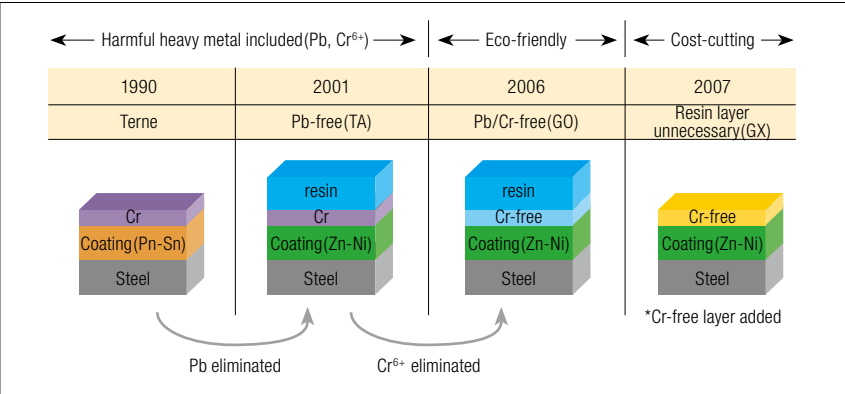 Harmful heavy metal included(Pb, Cr⁶⁺)
Eco-friendly
Cost-cutting
1990
2001
2006
2007
Terne
Pb-free(TA)
Pb/Cr-free(GO)
Resin layer
unnecessary(GX)
resin
resin
Cr
Cr
Cr-free
Cr-free
Coating(Pn-Sn)
Coating(Zn-Ni)
Coating(Zn-Ni)
Coating(Zn-Ni)
Steel
Steel
Steel
Steel
*Cr-free layer added
Pb eliminated
Cr⁶⁺ eliminated